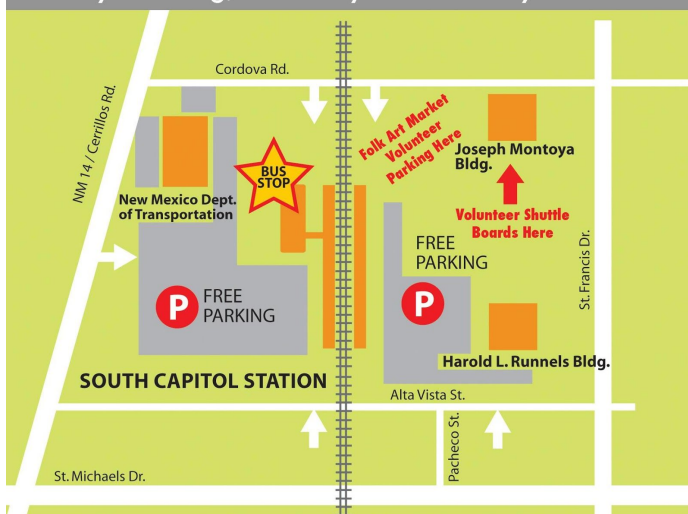 Cordova Rd.
NM 14 / Cerrillos Rd.
Folk Art Market
Volunteer
Parking Here
Joseph Montoya
Bldg.
BUS
STOP
New Mexico Dept.
of Transportation
Volunteer Shuttle
Boards Here
FREE
PARKING
St. Francis Dr.
P
FREE
PARKING
P
Harold L. Runnels Bldg.
SOUTH CAPITOL STATION
Alta Vista St.
Pacheco St.
St. Michaels Dr.